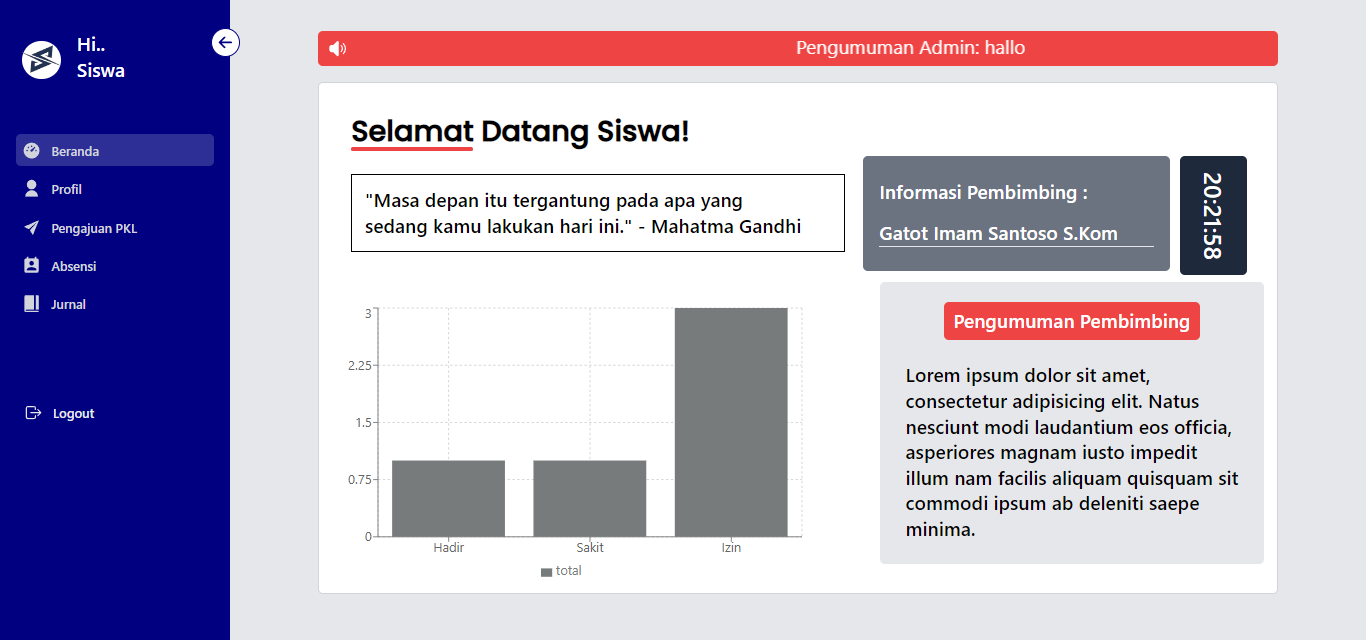 Hi..
Siswa
Beranda
Profil
Pengajuan PKL
Absensi
Jurnal
Logout
Pengumuman Admin: hallo
Selamat Datang Siswa!
"Masa depan itu tergantung pada apa yang
sedang kamu lakukan hari ini." - Mahatma Gandhi
Informasi Pembimbing :
Gatot Imam Santoso S.Kom
20:21:58
3
2.25
1.5
0.75
0
Hadir
Sakit
Izin
total
Pengumuman Pembimbing
Lorem ipsum dolor sit amet,
consectetur adipisicing elit. Natus
nesciunt modi laudantium eos officia,
asperiores magnam iusto impedit
illum nam facilis aliquam quisquam sit
commodi ipsum ab deleniti saepe
minima.